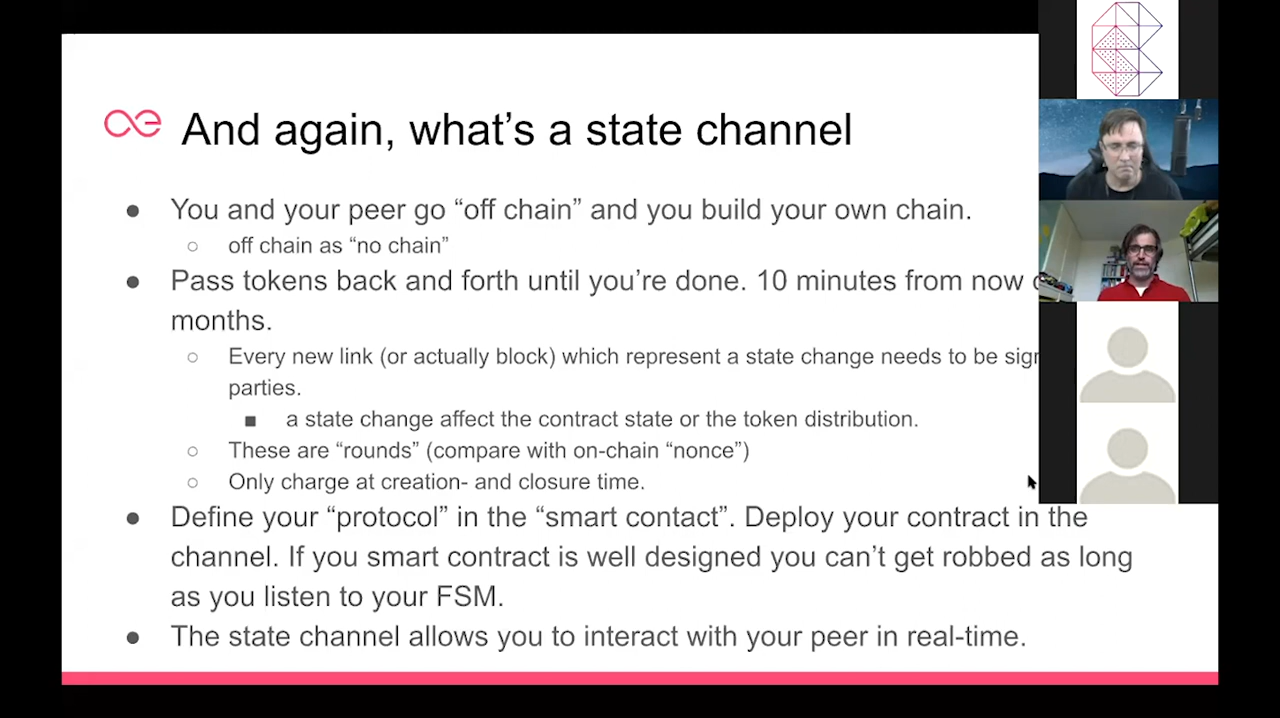 And again, what's a state channel
● You and your peer go “off chain” and you build your own chain.
○ off chain as “no chain”
● Pass tokens back and forth until you're done. 10 minutes from now
months.
○ Every new link (or actually block) which represent a state change needs to be
parties.
■ a state change affect the contract state or the token distribution.
○ These are “rounds” (compare with on-chain “nonce”)
○ Only charge at creation- and closure time.
● Define your “protocol” in the “smart contact”. Deploy your contract in the
channel. If you smart contract is well designed you can't get robbed as long
as you listen to your FSM.
● The state channel allows you to interact with your peer in real-time.